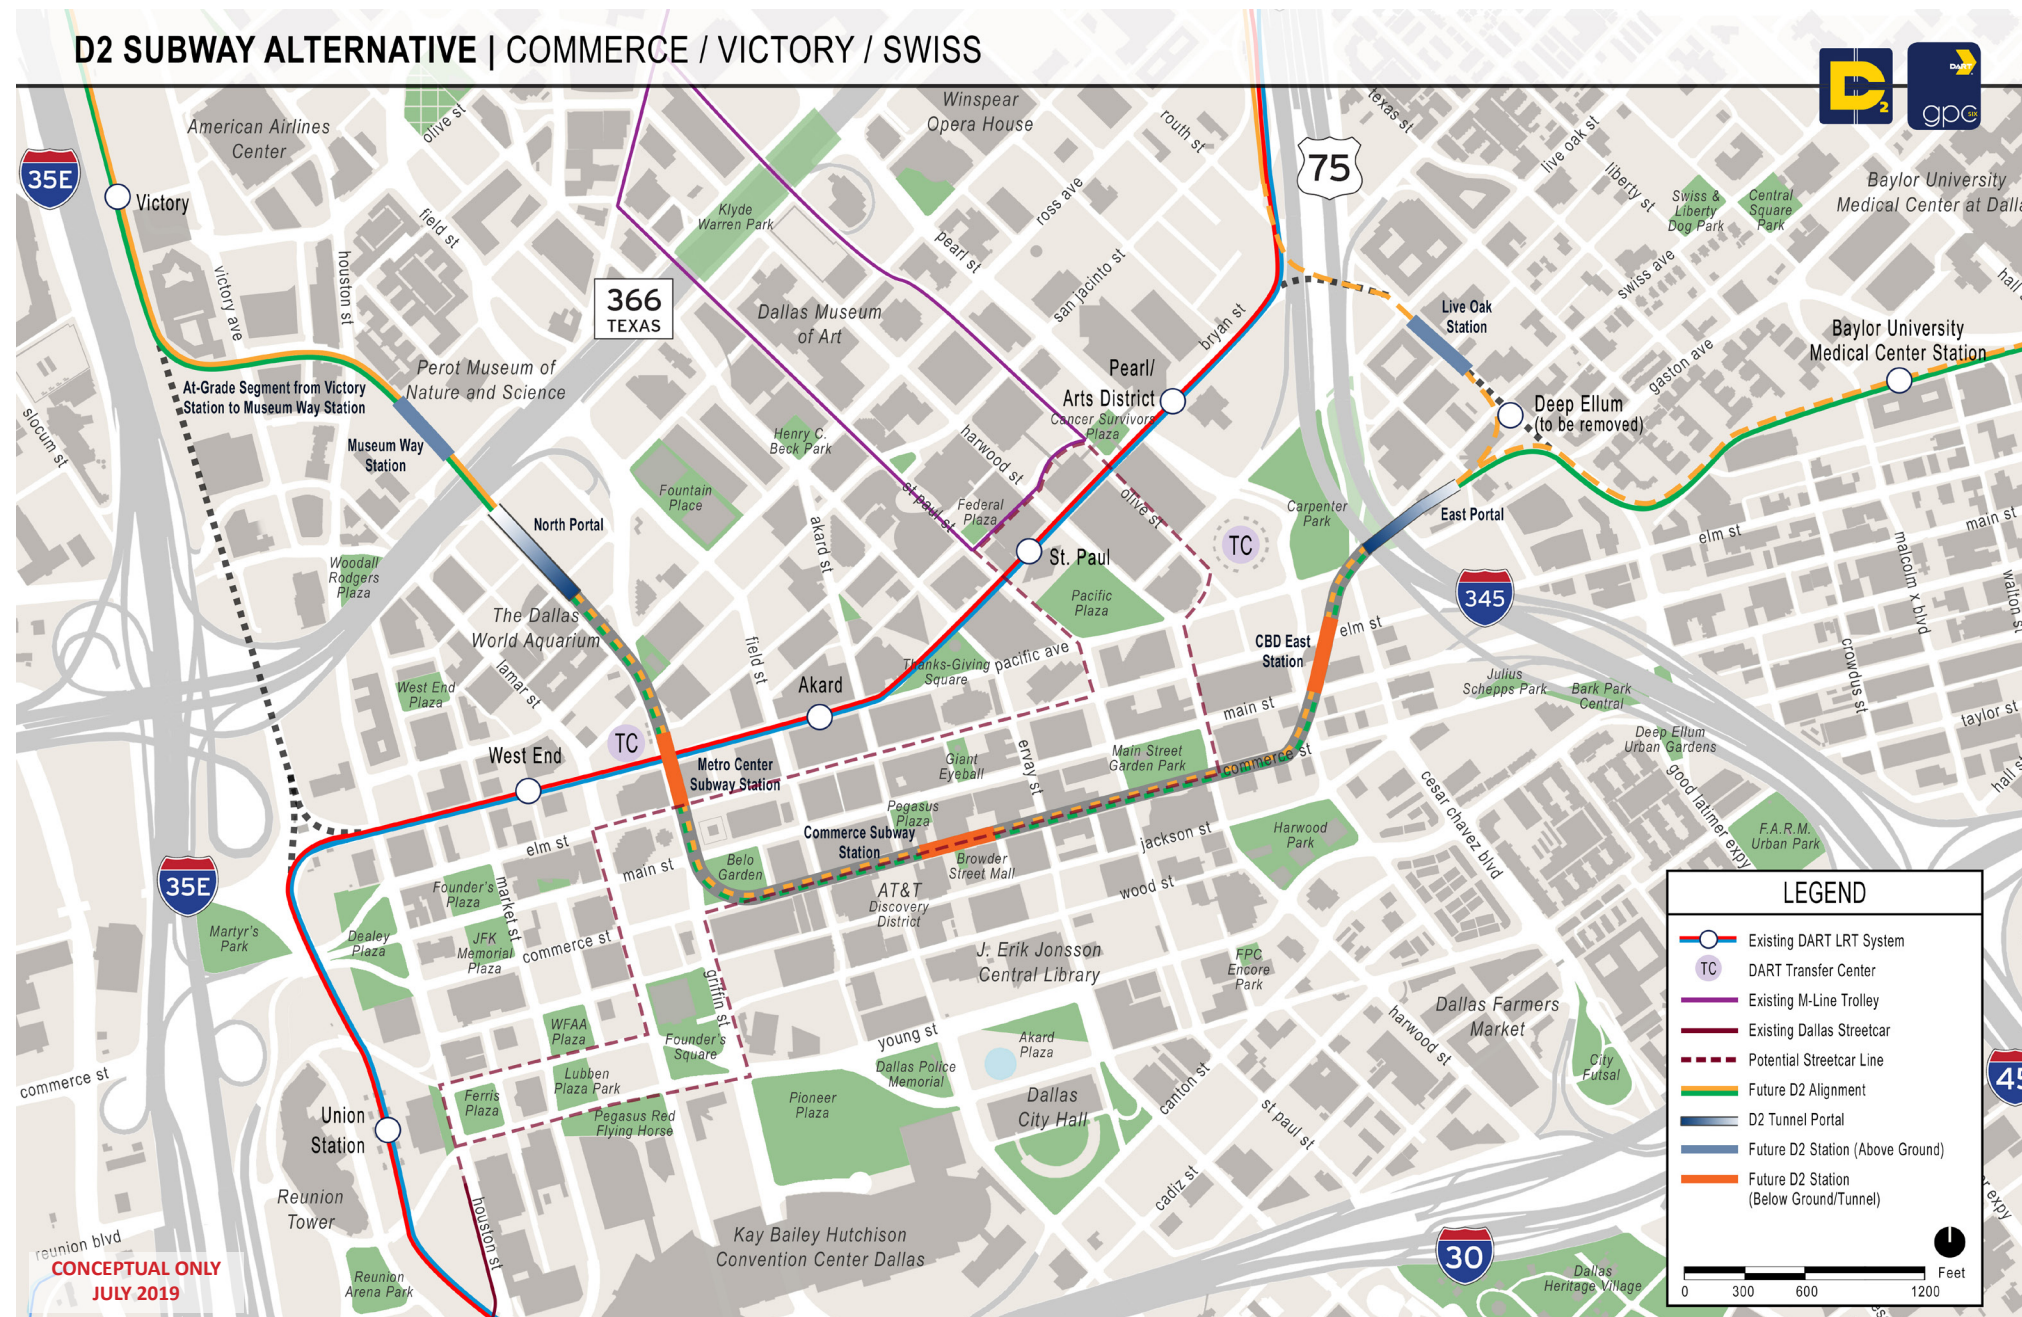 D2 SUBWAY ALTERNATIVE | COMMERCE / VICTORY / SWISS
D2
DART
gpc
SIX
American Airlines
Center
olive st
Winspear
Opera House
routh st
texas st
live oak st
liberty st
75
35E
Victory
Klyde
Warren Park
ross ave
pearl st
Swiss &
Liberty
Dog Park
Central
Square
Park
Baylor University
Medical Center at Dalla
field st
houston st
victory ave
san jacinto st
swiss ave
hall
366
TEXAS
Dallas Museum
of Art
bryan st
Live Oak
Station
Baylor University
Medical Center Station
Perot Museum of
Nature and Science
At-Grade Segment from Victory
Station to Museum Way Station
Pearl/
Arts District
gaston ave
Deep Ellum
(to be removed)
slocum st
Museum Way
Station
Henry C.
Beck Park
harwood st
Cancer Survivors
Plaza
Fountain
Place
st paul st
Federal
Plaza
olive st
Carpenter
Park
East Portal
North Portal
akard st
TC
elm st
main st
malcolm x blvd
walton st
Woodall
Rodgers
Plaza
St. Paul
Pacific
Plaza
345
The Dallas
World Aquarium
CBD East
Station
elm st
lamar st
field st
Thanks-Giving
Square
pacific ave
Julius
Schepps Park
Bark Park
Central
crowdus st
taylor st
West End
Plaza
Akard
main st
Deep Ellum
Urban Gardens
West End
TC
Metro Center
Subway Station
Giant
Eyeball
ervay st
Main Street
Garden Park
commerce st
cesar chavez blvd
good latimer expy
hall s
Pegasus
Plaza
Commerce Subway
Station
jackson st
Harwood
Park
F.A.R.M.
Urban Park
elm st
main st
Belo
Garden
Browder
Street Mall
35E
Founder's
Plaza
market st
AT&T
Discovery
District
wood st
Martyr's
Park
Dealey
Plaza
JFK
Memorial
Plaza
commerce st
J. Erik Jonsson
Central Library
FPC
Encore
Park
griffin st
Dallas Farmers
Market
harwood st
WFAA
Plaza
Founder's
Square
young st
Akard
Plaza
City
Futsal
commerce st
Lubben
Plaza Park
Dallas Police
Memorial
Ferris
Plaza
Pegasus Red
Flying Horse
Pioneer
Plaza
Dallas
City Hall
canton st
st paul st
Union
Station
Reunion
Tower
houston st
cadiz st
Kay Bailey Hutchison
Convention Center Dallas
reunion blvd
30
45
r expy
Reunion
Arena Park
Dallas
Heritage Village
CONCEPTUAL ONLY
JULY 2019
LEGEND
Existing DART LRT System
TC
DART Transfer Center
Existing M-Line Trolley
Existing Dallas Streetcar
Potential Streetcar Line
Future D2 Alignment
D2 Tunnel Portal
Future D2 Station (Above Ground)
Future D2 Station
(Below Ground/Tunnel)
Feet
0 300 600 1200